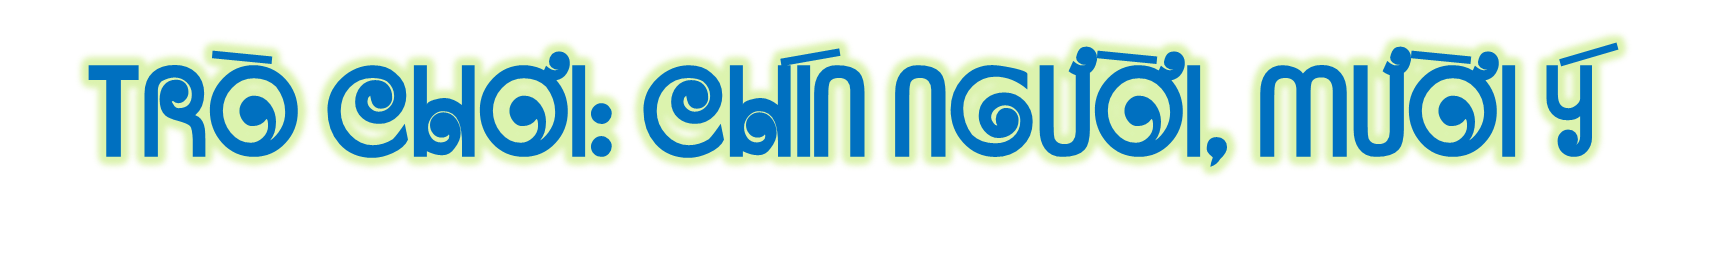 TRÒ CHƠI: CHÍN NGƯỜI, MƯỜI Ý